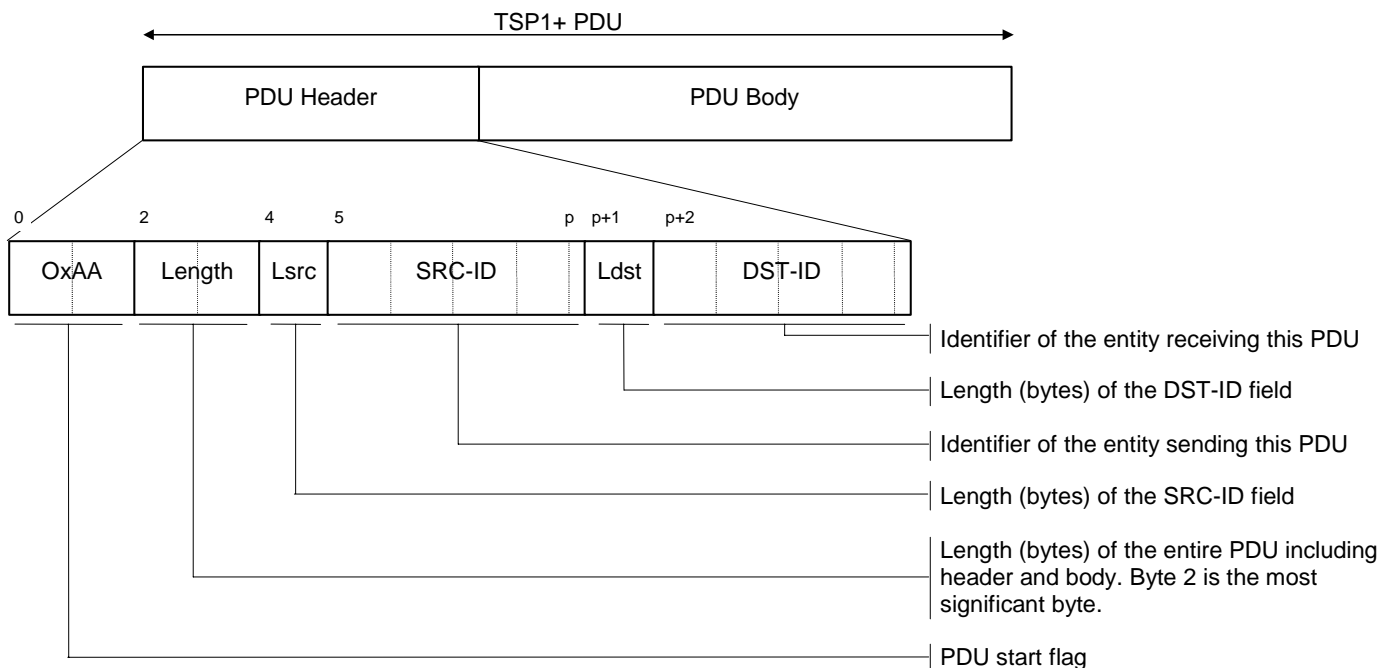 TSP1+ PDU
PDU Header PDU Body
0 2 4 5 p p+1 p+2
OxAA Length Lsrc SRC-ID Ldst DST-ID
Identifier of the entity receiving this PDU
Length (bytes) of the DST-ID field
Identifier of the entity sending this PDU
Length (bytes) of the SRC-ID field
Length (bytes) of the entire PDU including
header and body. Byte 2 is the most
significant byte.
PDU start flag